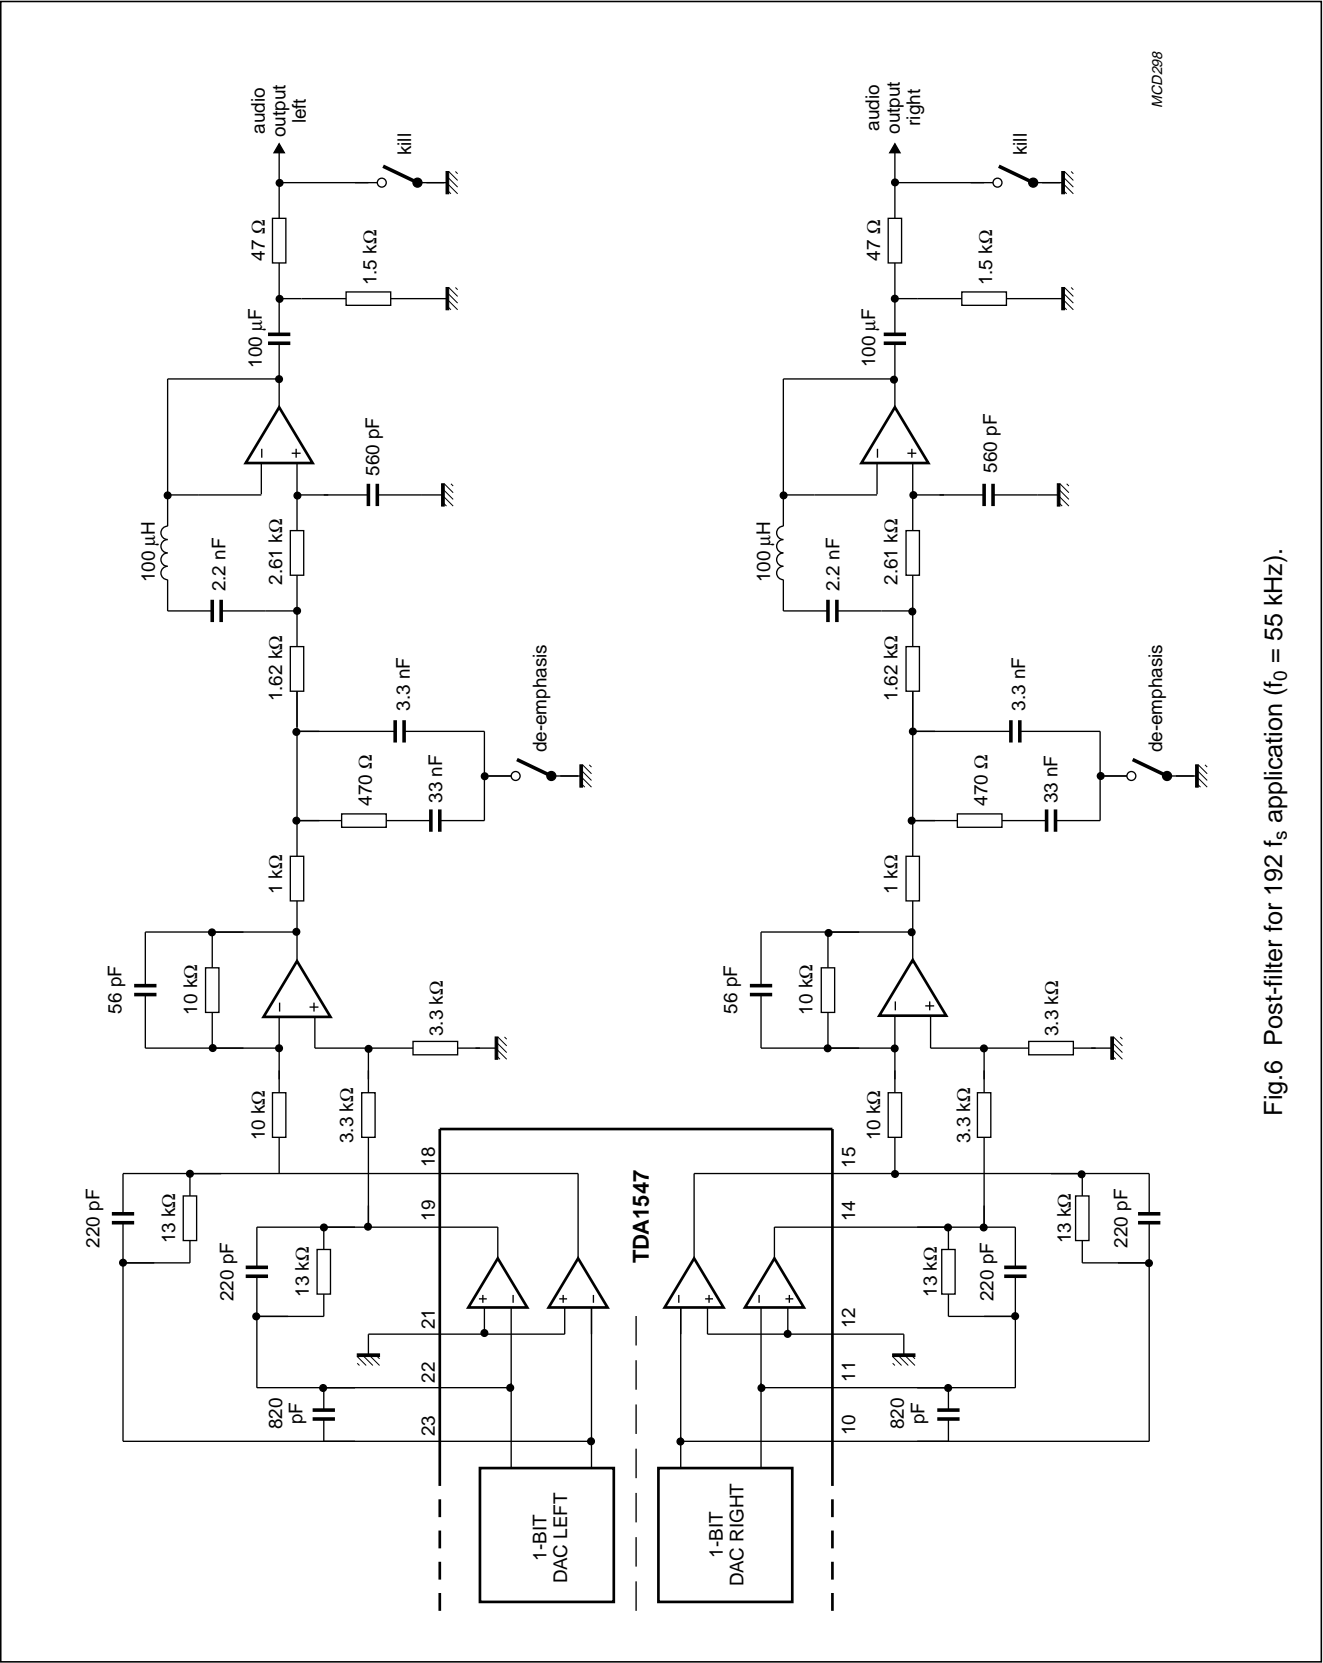 220 pF
13 kΩ
220 pF
13 kΩ
820
pF
23
22
21
19
18
10 kΩ
3.3 kΩ
3.3 kΩ
56 pF
10 kΩ
−
+
1 kΩ
470 Ω
33 nF
3.3 nF
de-emphasis
1.62 kΩ
2.2 nF
100 µH
2.61 kΩ
560 pF
−
+
100 µF
1.5 kΩ
47 Ω
kill
audio
output
left
1-BIT
DAC LEFT
+
−
+
−
TDA1547
1-BIT
DAC RIGHT
−
+
−
+
10
11
12
14
15
820
pF
13 kΩ
220 pF
13 kΩ
220 pF
10 kΩ
3.3 kΩ
3.3 kΩ
56 pF
10 kΩ
−
+
1 kΩ
470 Ω
33 nF
3.3 nF
de-emphasis
1.62 kΩ
2.2 nF
100 µH
2.61 kΩ
560 pF
−
+
100 µF
1.5 kΩ
47 Ω
kill
audio
output
right
MCD298
Fig.6 Post-filter for 192 fs application (f0 = 55 kHz).